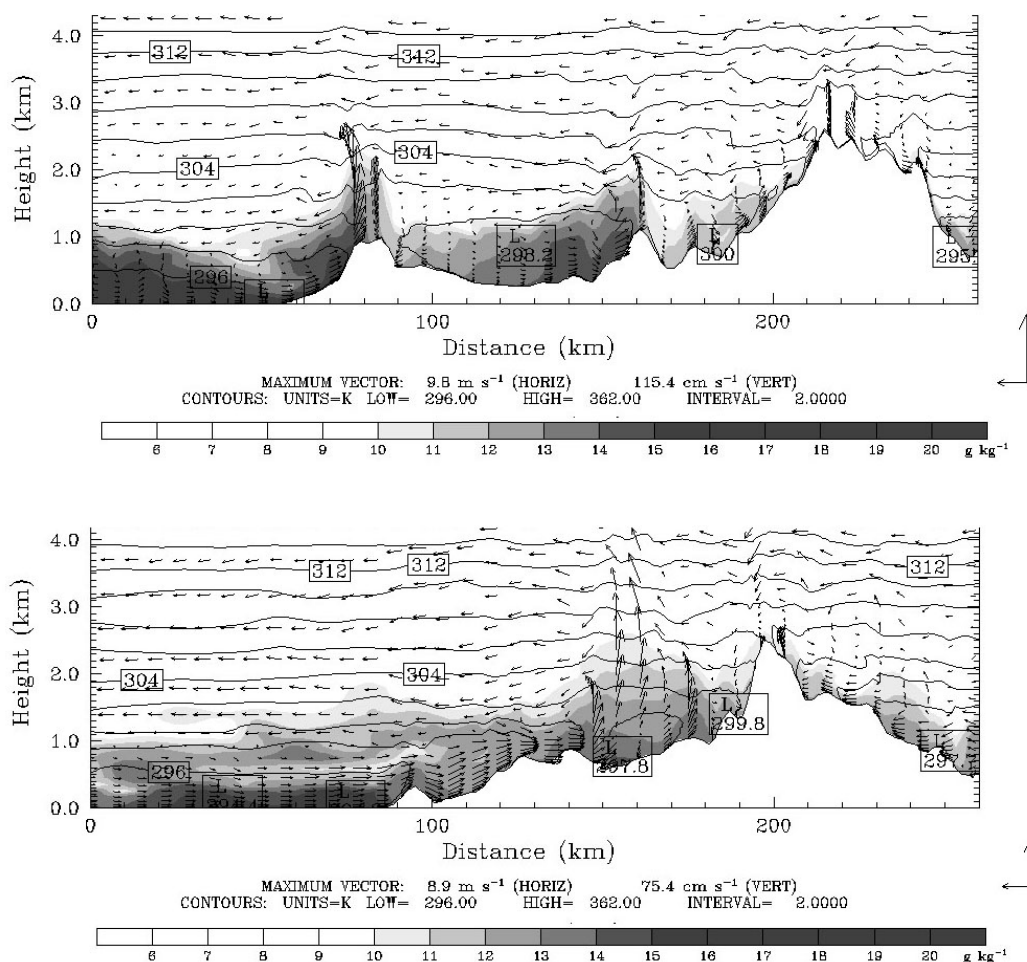 4.0
312
312
3.0
304
304
2.0
Height (km)
L
L
L
1.0
298.2
300
295
296
L
0.0
0
100
200
Distance (km)
MAXIMUM VECTOR: 9.8 m s⁻¹ (HORIZ) 115.4 cm s⁻¹ (VERT)
CONTOURS: UNITS=K LOW= 296.00 HIGH= 362.00 INTERVAL= 2.0000
6 7 8 9 10 11 12 13 14 15 16 17 18 19 20 g kg⁻¹
4.0
312
312
312
3.0
304
304
2.0
Height (km)
L
299.8
1.0
L
L
297.8
297
296
L
L
0.0
0
100
200
Distance (km)
MAXIMUM VECTOR: 8.9 m s⁻¹ (HORIZ) 75.4 cm s⁻¹ (VERT)
CONTOURS: UNITS=K LOW= 296.00 HIGH= 362.00 INTERVAL= 2.0000
6 7 8 9 10 11 12 13 14 15 16 17 18 19 20 g kg⁻¹